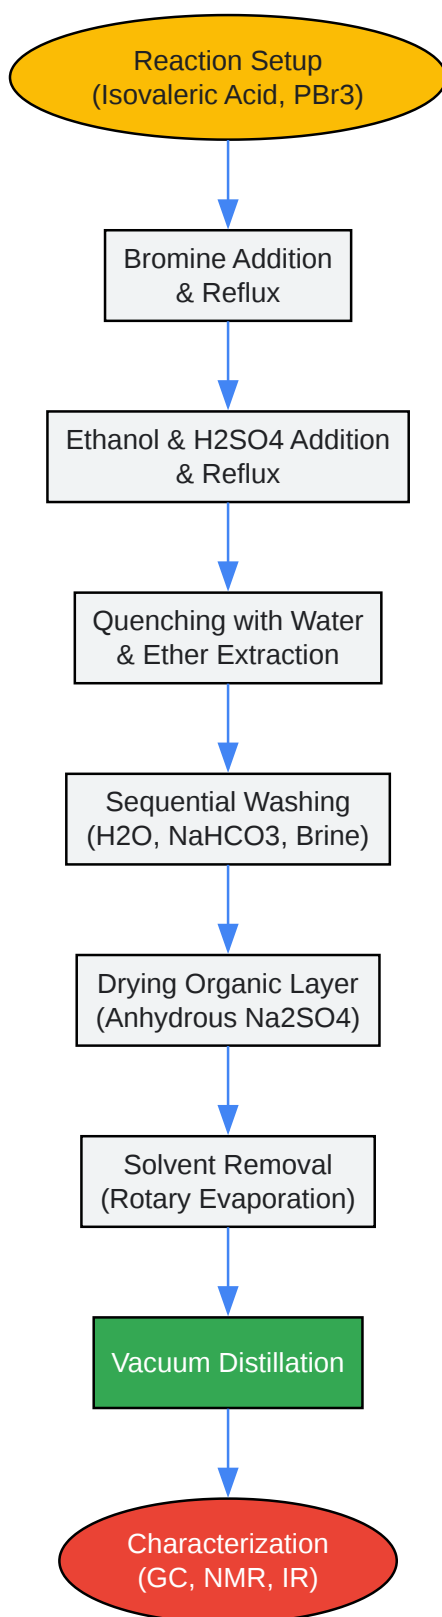 Reaction Setup
(Isovaleric Acid, PBr3)
Bromine Addition
& Reflux
Ethanol & H2SO4 Addition
& Reflux
Quenching with Water
& Ether Extraction
Sequential Washing
(H2O, NaHCO3, Brine)
Drying Organic Layer
(Anhydrous Na2SO4)
Solvent Removal
(Rotary Evaporation)
Vacuum Distillation
Characterization
(GC, NMR, IR)